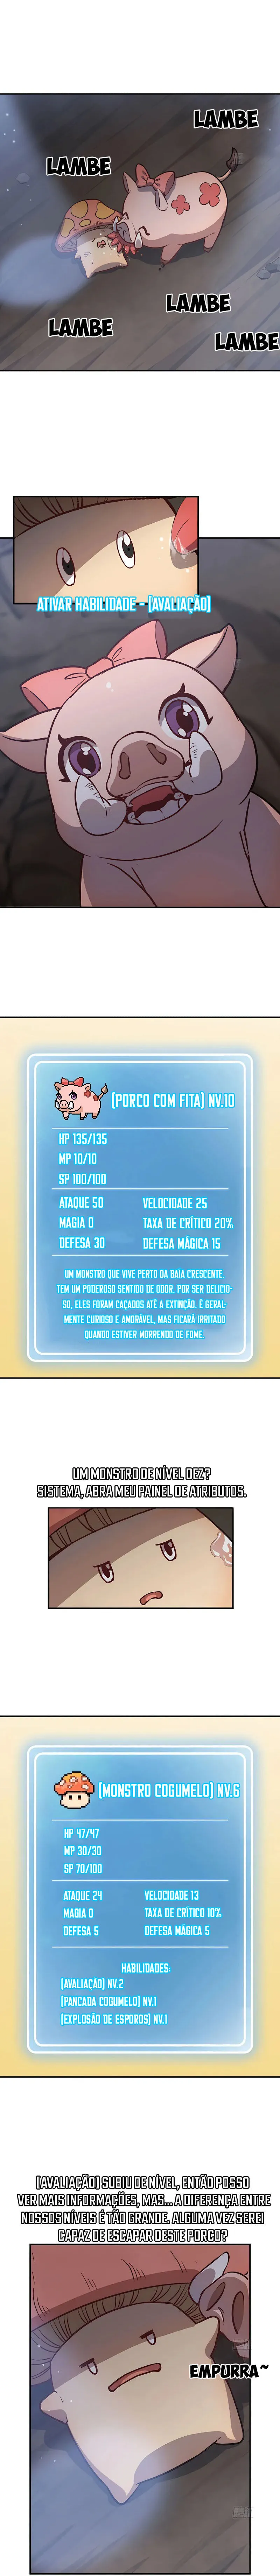 LAMBE
LAMBE
LAMBE
LAMBE
LAMBE
ATIVAR HABILIDADE - [AVALIAÇÃO]
[PORCO COM FITA] NV.10
HP 135/135
MP 10/10
SP 100/100
ATAQUE 50
MAGIA 0
DEFESA 30
VELOCIDADE 25
TAXA DE CRÍTICO 20%
DEFESA MÁGICA 15
UM MONSTRO QUE VIVE PERTO DA BAÍA CRESCENTE.
TEM UM PODEROSO SENTIDO DE ODOR. POR SER DELICIO-
SO, ELES FORAM CAÇADOS ATÉ A EXTINÇÃO. É GERAL-
MENTE CURIOSO E AMORÁVEL, MAS FICARÁ IRRITADO
QUANDO ESTIVER MORRENDO DE FOME.
UM MONSTRO DE NÍVEL DEZ?
SISTEMA, ABRA MEU PAINEL DE ATRIBUTOS.
[MONSTRO COGUMELO] NV.6
HP 47/47
MP 30/30
SP 70/100
ATAQUE 24
MAGIA 0
DEFESA 5
VELOCIDADE 13
TAXA DE CRÍTICO 10%
DEFESA MÁGICA 5
HABILIDADES:
[AVALIAÇÃO] NV.2
[PANCADA COGUMELO] NV.1
[EXPLOSÃO DE ESPOROS] NV.1
[AVALIAÇÃO] SUBIU DE NÍVEL, ENTÃO POSSO
VER MAIS INFORMAÇÕES, MAS... A DIFERENÇA ENTRE
NOSSOS NÍVEIS É TÃO GRANDE. ALGUMA VEZ SEREI
CAPAZ DE ESCAPAR DESTE PORCO?
EMPURRA~